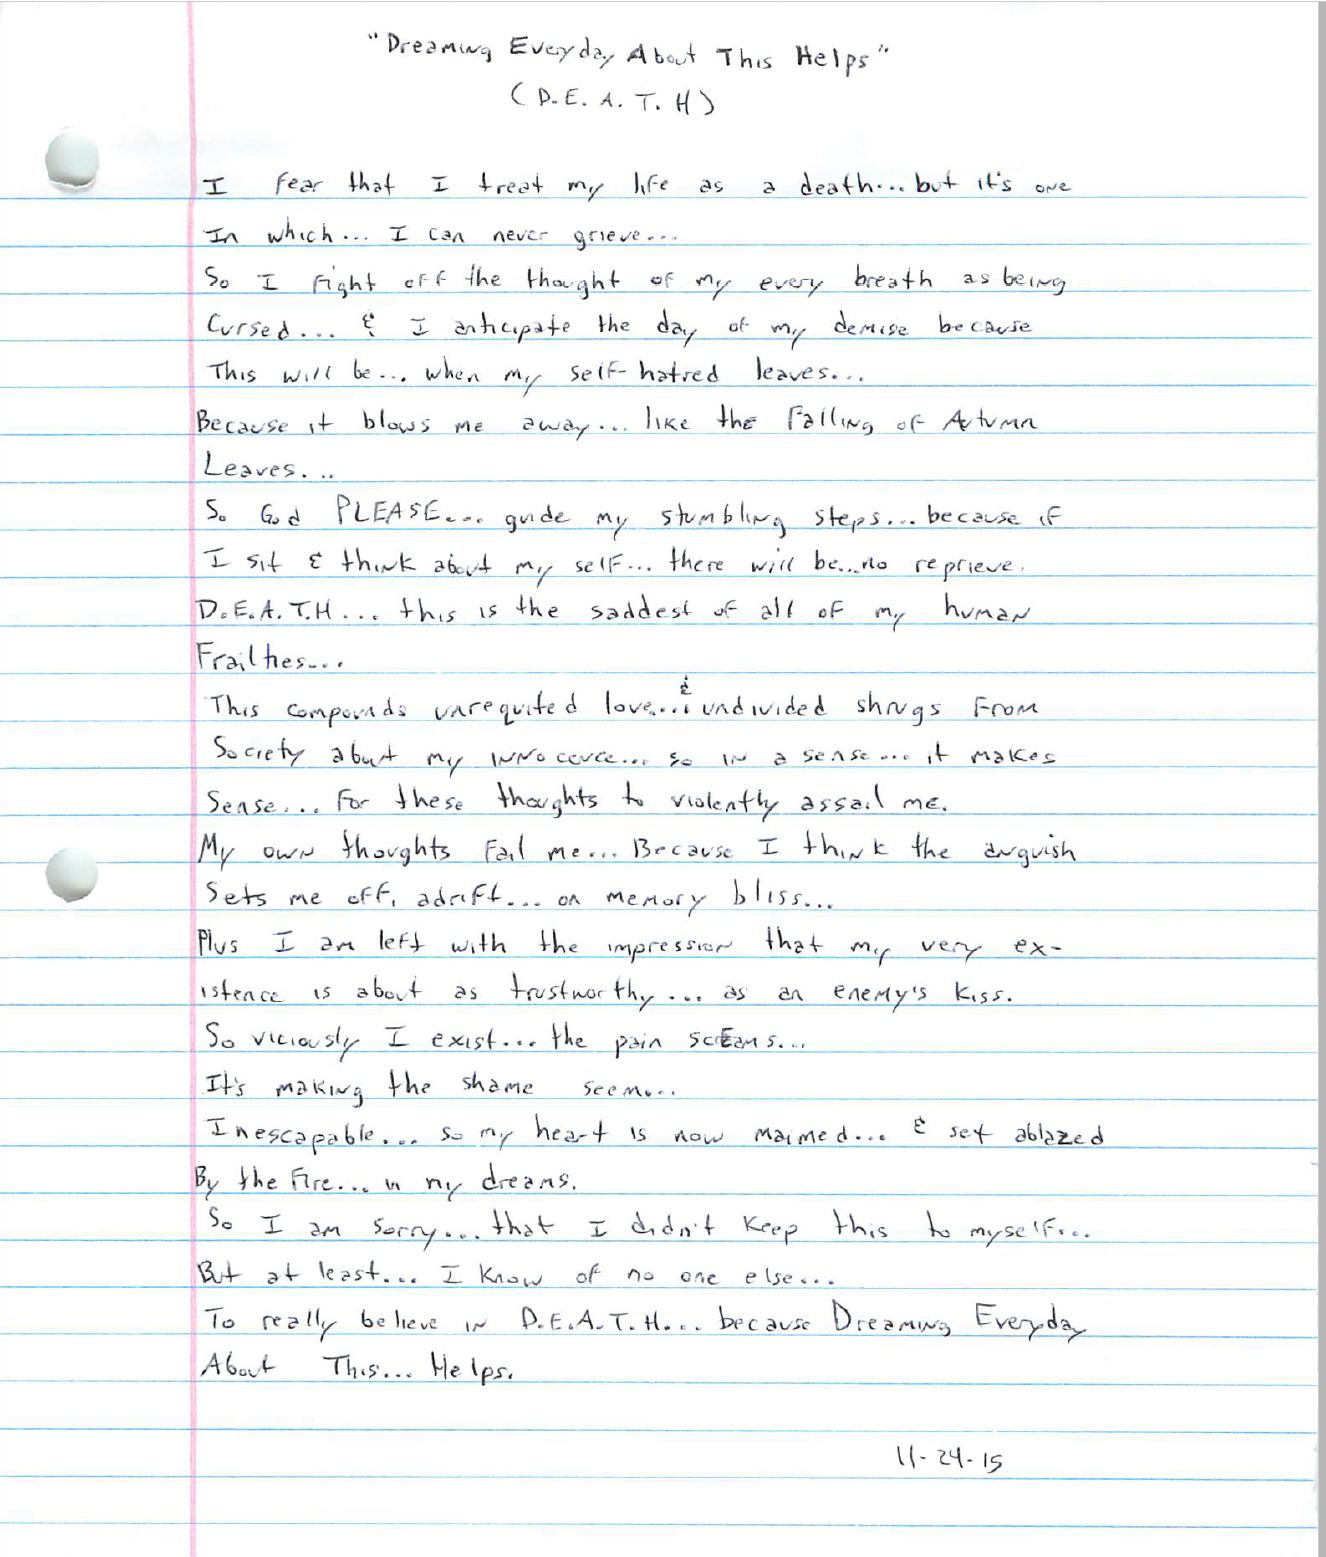 "Dreaming Everyday About This Helps"
(D.E.A.T.H)
I fear that I treat my life as a death... but it's one
In which... I can never grieve...
So I fight off the thought of my every breath as being
Cursed... & I anticipate the day of my demise because
This will be... when my self-hatred leaves...
Because it blows me away... like the falling of Autumn
Leaves...
So God PLEASE.... guide my stumbling steps... because if
I sit & think about my self... there will be...no reprieve.
D.E.A.T.H... this is the saddest of all of my human
Frailties...
This compounds unrequited love... & undivided shrugs from
Society about my innocence... so in a sense... it makes
Sense... For these thoughts to violently assail me.
My own thoughts fail me... Because I think the anguish
Sets me off, adrift... on memory bliss...
Plus I am left with the impression that my very ex-
istence is about as trustworthy... as an enemy's kiss.
So viciously I exist... the pain screams...
It's making the shame seem...
Inescapable... so my heart is now maimed... & set ablazed
By the fire... in my dreams.
So I am sorry... that I didn't keep this to myself...
But at least... I know of no one else...
To really believe in D.E.A.T.H... because Dreaming Everyday
About This... Helps.
11-24-15